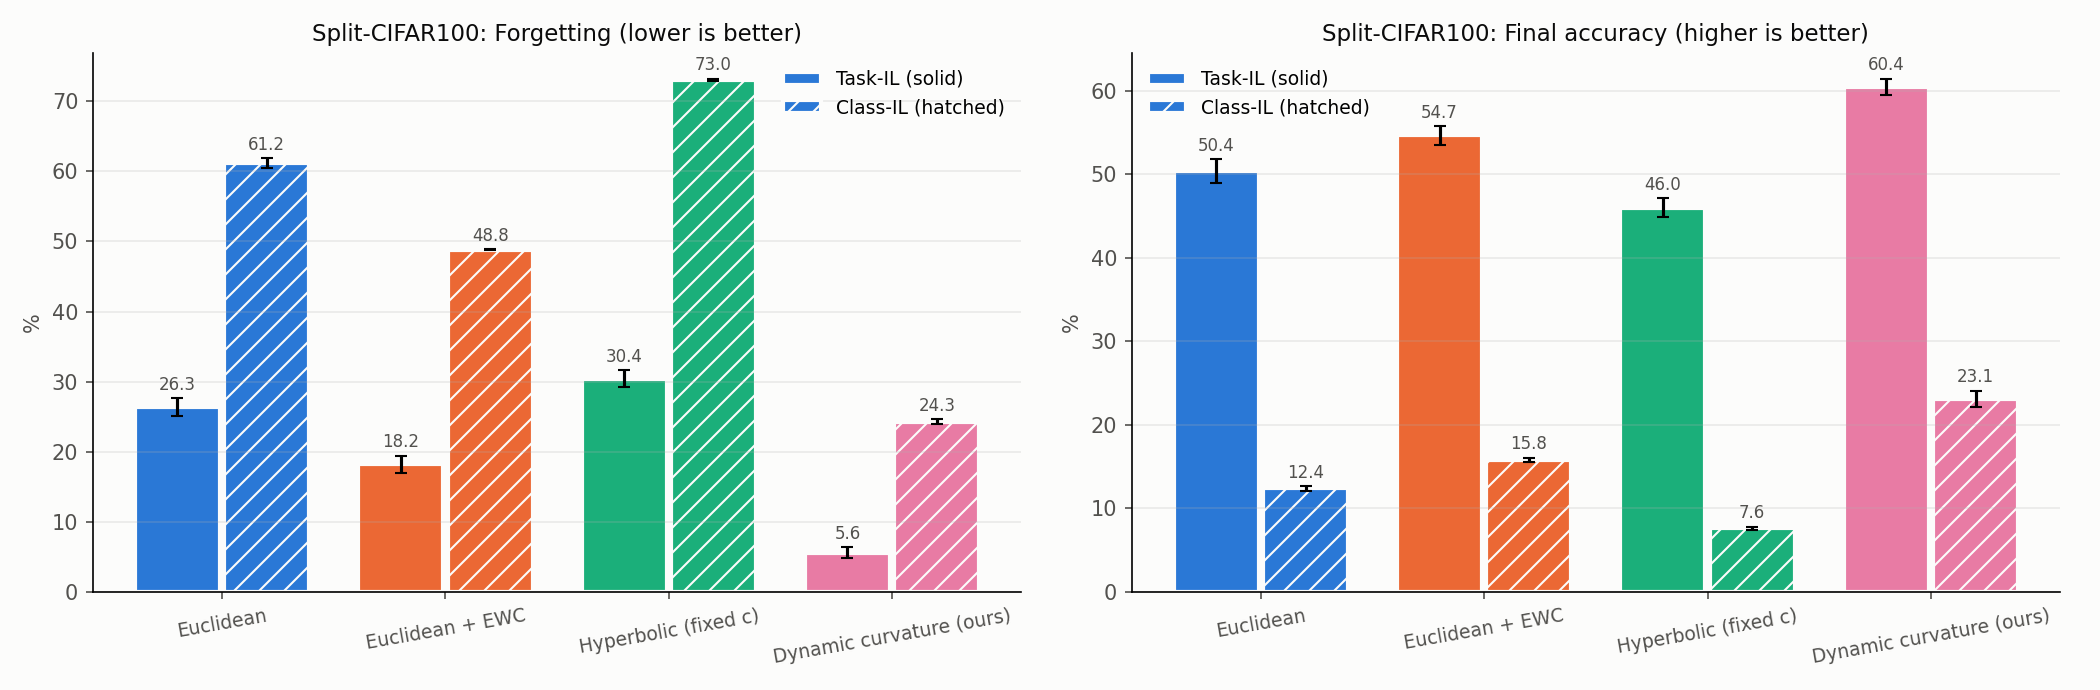 Split-CIFAR100: Forgetting (lower is better)
Task-IL (solid)
Class-IL (hatched)
%
70
60
50
40
30
20
10
0
26.3
61.2
18.2
48.8
30.4
73.0
5.6
24.3
Euclidean
Euclidean + EWC
Hyperbolic (fixed c)
Dynamic curvature (ours)
Split-CIFAR100: Final accuracy (higher is better)
Task-IL (solid)
Class-IL (hatched)
%
60
50
40
30
20
10
0
50.4
12.4
54.7
15.8
46.0
7.6
60.4
23.1
Euclidean
Euclidean + EWC
Hyperbolic (fixed c)
Dynamic curvature (ours)